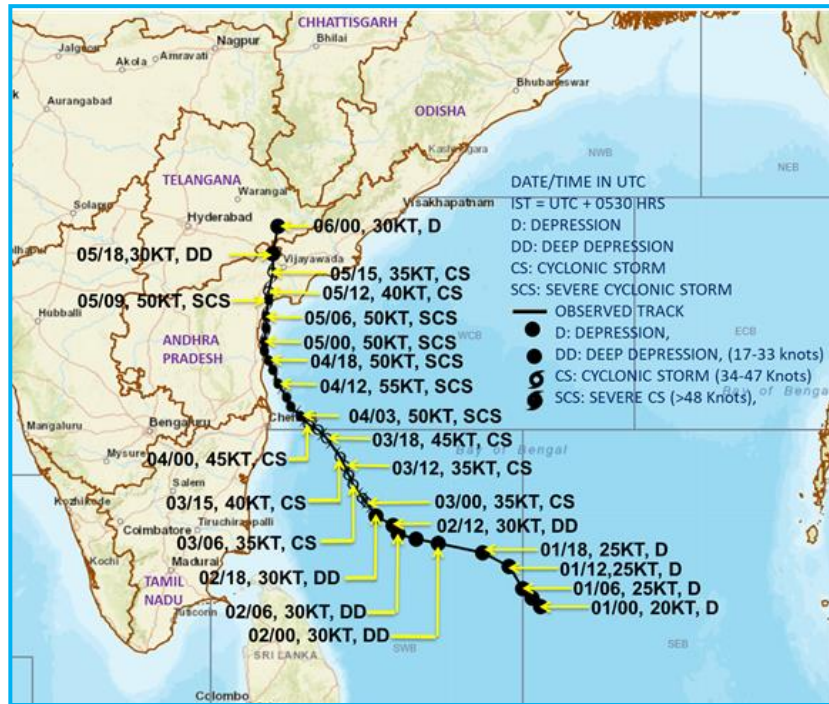 CHHATTISGARH
Nagpur
Bhilai
Jalgaon
Amravati
Akola
Bhubaneswar
Aurangabad
ODISHA
NWB
NEB
TELANGANA
Warangal
Solapur
Hyderabad
Visakhapatnam
DATE/TIME IN UTC
IST = UTC + 0530 HRS
D: DEPRESSION
DD: DEEP DEPRESSION
CS: CYCLONIC STORM
SCS: SEVERE CYCLONIC STORM
OBSERVED TRACK
D: DEPRESSION,
DD: DEEP DEPRESSION, (17-33 knots)
CS: CYCLONIC STORM (34-47 Knots)
SCS: SEVERE CS (>48 Knots),
06/00, 30KT, D
05/18,30KT, DD
Vijayawada
05/15, 35KT, CS
05/12, 40KT, CS
05/09, 50KT, SCS
Hubballi
05/06, 50KT, SCS
WCB
ECB
ANDHRA
PRADESH
05/00, 50KT, SCS
04/18, 50KT, SCS
04/12, 55KT, SCS
Bay of Bengal
04/03, 50KT, SCS
Mangaluru
Bengaluru
03/18, 45KT, CS
Bay of Bengal
04/00, 45KT, CS
Mysuru
03/12, 35KT, CS
Salem
Kozhikode
03/15, 40KT, CS
03/00, 35KT, CS
Tiruchirappalli
Coimbatore
02/12, 30KT, DD
03/06, 35KT, CS
Kochi
Madurai
01/18, 25KT, D
01/12,25KT, D
02/18, 30KT, DD
TAMIL
NADU
01/06, 25KT, D
Tuticorin
02/06, 30KT, DD
01/00, 20KT, D
02/00, 30KT, DD
SWB
SEB
SRI LANKA
Colombo